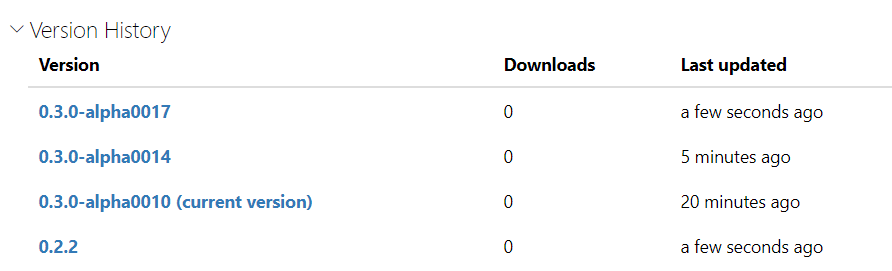 Version History
Version Downloads Last updated
0.3.0-alpha0017 0 a few seconds ago
0.3.0-alpha0014 0 5 minutes ago
0.3.0-alpha0010 (current version) 0 20 minutes ago
0.2.2 0 a few seconds ago